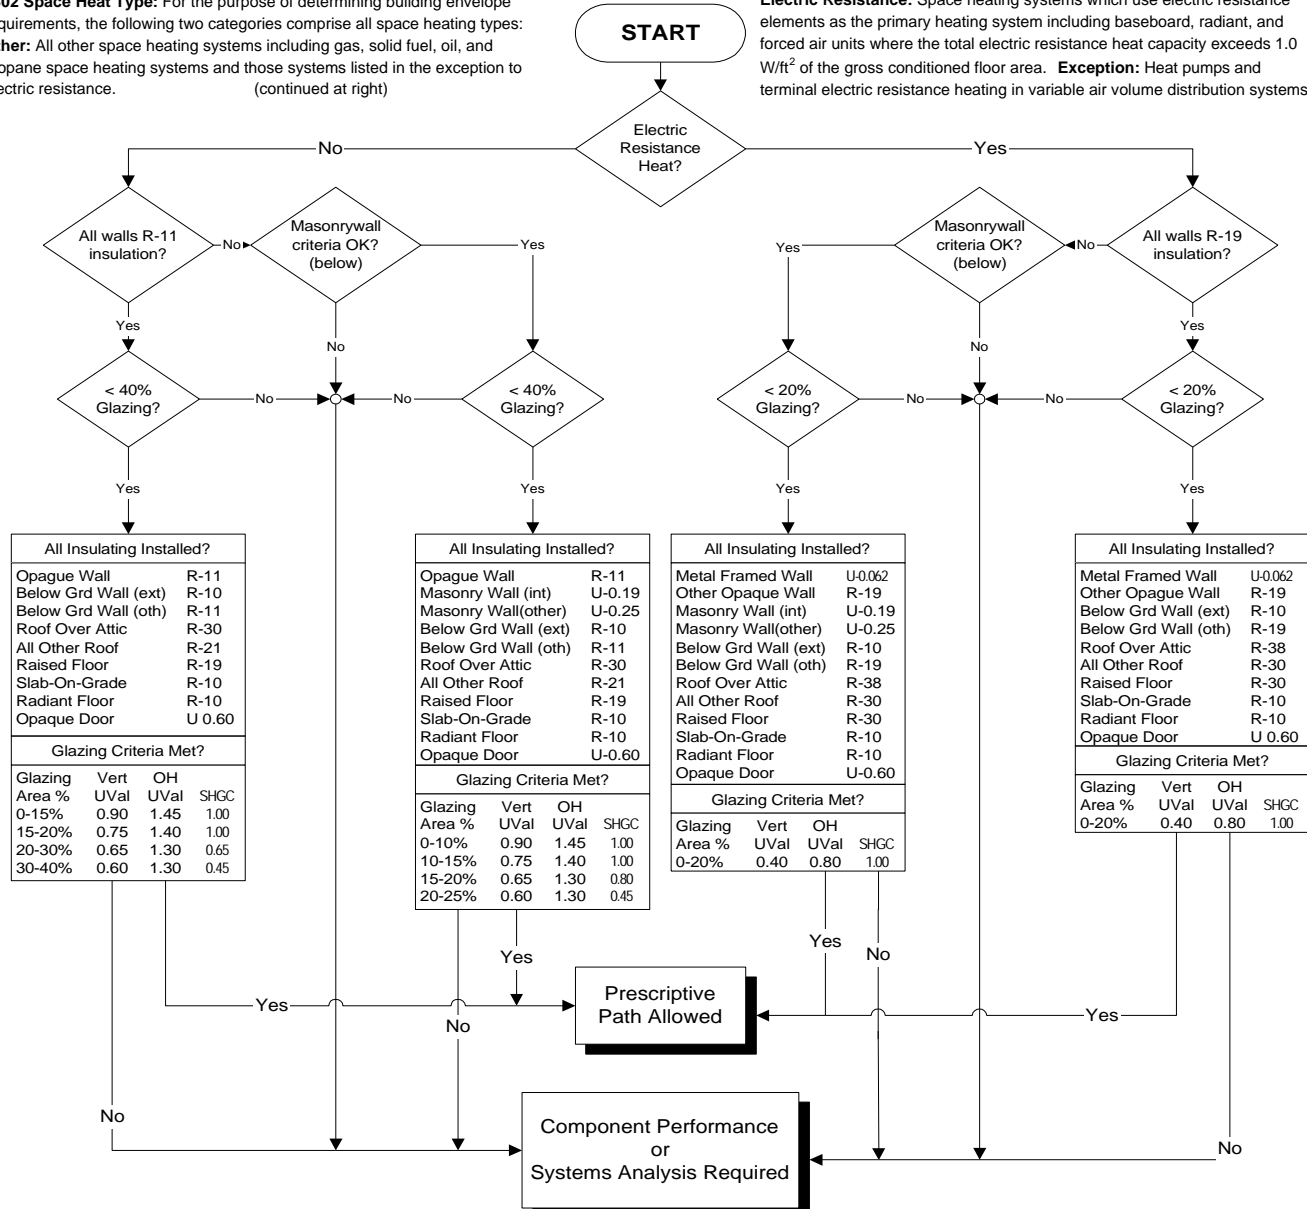 02 Space Heat Type: For the purpose of determining building envelope
quirements, the following two categories comprise all space heating types:
ther: All other space heating systems including gas, solid fuel, oil, and
opane space heating systems and those systems listed in the exception to
ectric resistance. (continued at right)
START
Electric Resistance: Space heating systems which use electric resistance
elements as the primary heating system including baseboard, radiant, and
forced air units where the total electric resistance heat capacity exceeds 1.0
W/ft² of the gross conditioned floor area. Exception: Heat pumps and
terminal electric resistance heating in variable air volume distribution systems
Electric
Resistance
Heat?
No
Yes
All walls R-11
insulation?
No
Masonrywall
criteria OK?
(below)
Yes
Yes
Masonrywall
criteria OK?
(below)
No
All walls R-19
insulation?
Yes
No
No
Yes
< 40%
Glazing?
No
No
< 40%
Glazing?
< 20%
Glazing?
No
No
< 20%
Glazing?
Yes
Yes
Yes
Yes
All Insulating Installed?
Opague Wall R-11
Below Grd Wall (ext) R-10
Below Grd Wall (oth) R-11
Roof Over Attic R-30
All Other Roof R-21
Raised Floor R-19
Slab-On-Grade R-10
Radiant Floor R-10
Opaque Door U 0.60
Glazing Criteria Met?
Glazing Vert OH
Area % UVal UVal SHGC
0-15% 0.90 1.45 1.00
15-20% 0.75 1.40 1.00
20-30% 0.65 1.30 0.65
30-40% 0.60 1.30 0.45
All Insulating Installed?
Opague Wall R-11
Masonry Wall (int) U-0.19
Masonry Wall(other) U-0.25
Below Grd Wall (ext) R-10
Below Grd Wall (oth) R-11
Roof Over Attic R-30
All Other Roof R-21
Raised Floor R-19
Slab-On-Grade R-10
Radiant Floor R-10
Opaque Door U-0.60
Glazing Criteria Met?
Glazing Vert OH
Area % UVal UVal SHGC
0-10% 0.90 1.45 1.00
10-15% 0.75 1.40 1.00
15-20% 0.65 1.30 0.80
20-25% 0.60 1.30 0.45
All Insulating Installed?
Metal Framed Wall U-0.062
Other Opaque Wall R-19
Masonry Wall (int) U-0.19
Masonry Wall(other) U-0.25
Below Grd Wall (ext) R-10
Below Grd Wall (oth) R-19
Roof Over Attic R-38
All Other Roof R-30
Raised Floor R-30
Slab-On-Grade R-10
Radiant Floor R-10
Opaque Door U-0.60
Glazing Criteria Met?
Glazing Vert OH
Area % UVal UVal SHGC
0-20% 0.40 0.80 1.00
All Insulating Installed?
Metal Framed Wall U-0.062
Other Opague Wall R-19
Below Grd Wall (ext) R-10
Below Grd Wall (oth) R-19
Roof Over Attic R-38
All Other Roof R-30
Raised Floor R-30
Slab-On-Grade R-10
Radiant Floor R-10
Opaque Door U 0.60
Glazing Criteria Met?
Glazing Vert OH
Area % UVal UVal SHGC
0-20% 0.40 0.80 1.00
Yes
Yes
No
Yes
No
Yes
Prescriptive
Path Allowed
No
No
Component Performance
or
Systems Analysis Required